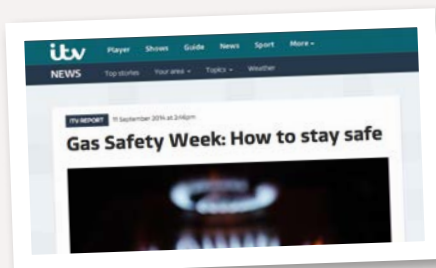 itv Player Shows Guide News Sport More
NEWS Top stories Your area Topics Weather
ITV REPORT 11 September 2014 at 2:46pm
Gas Safety Week: How to stay safe